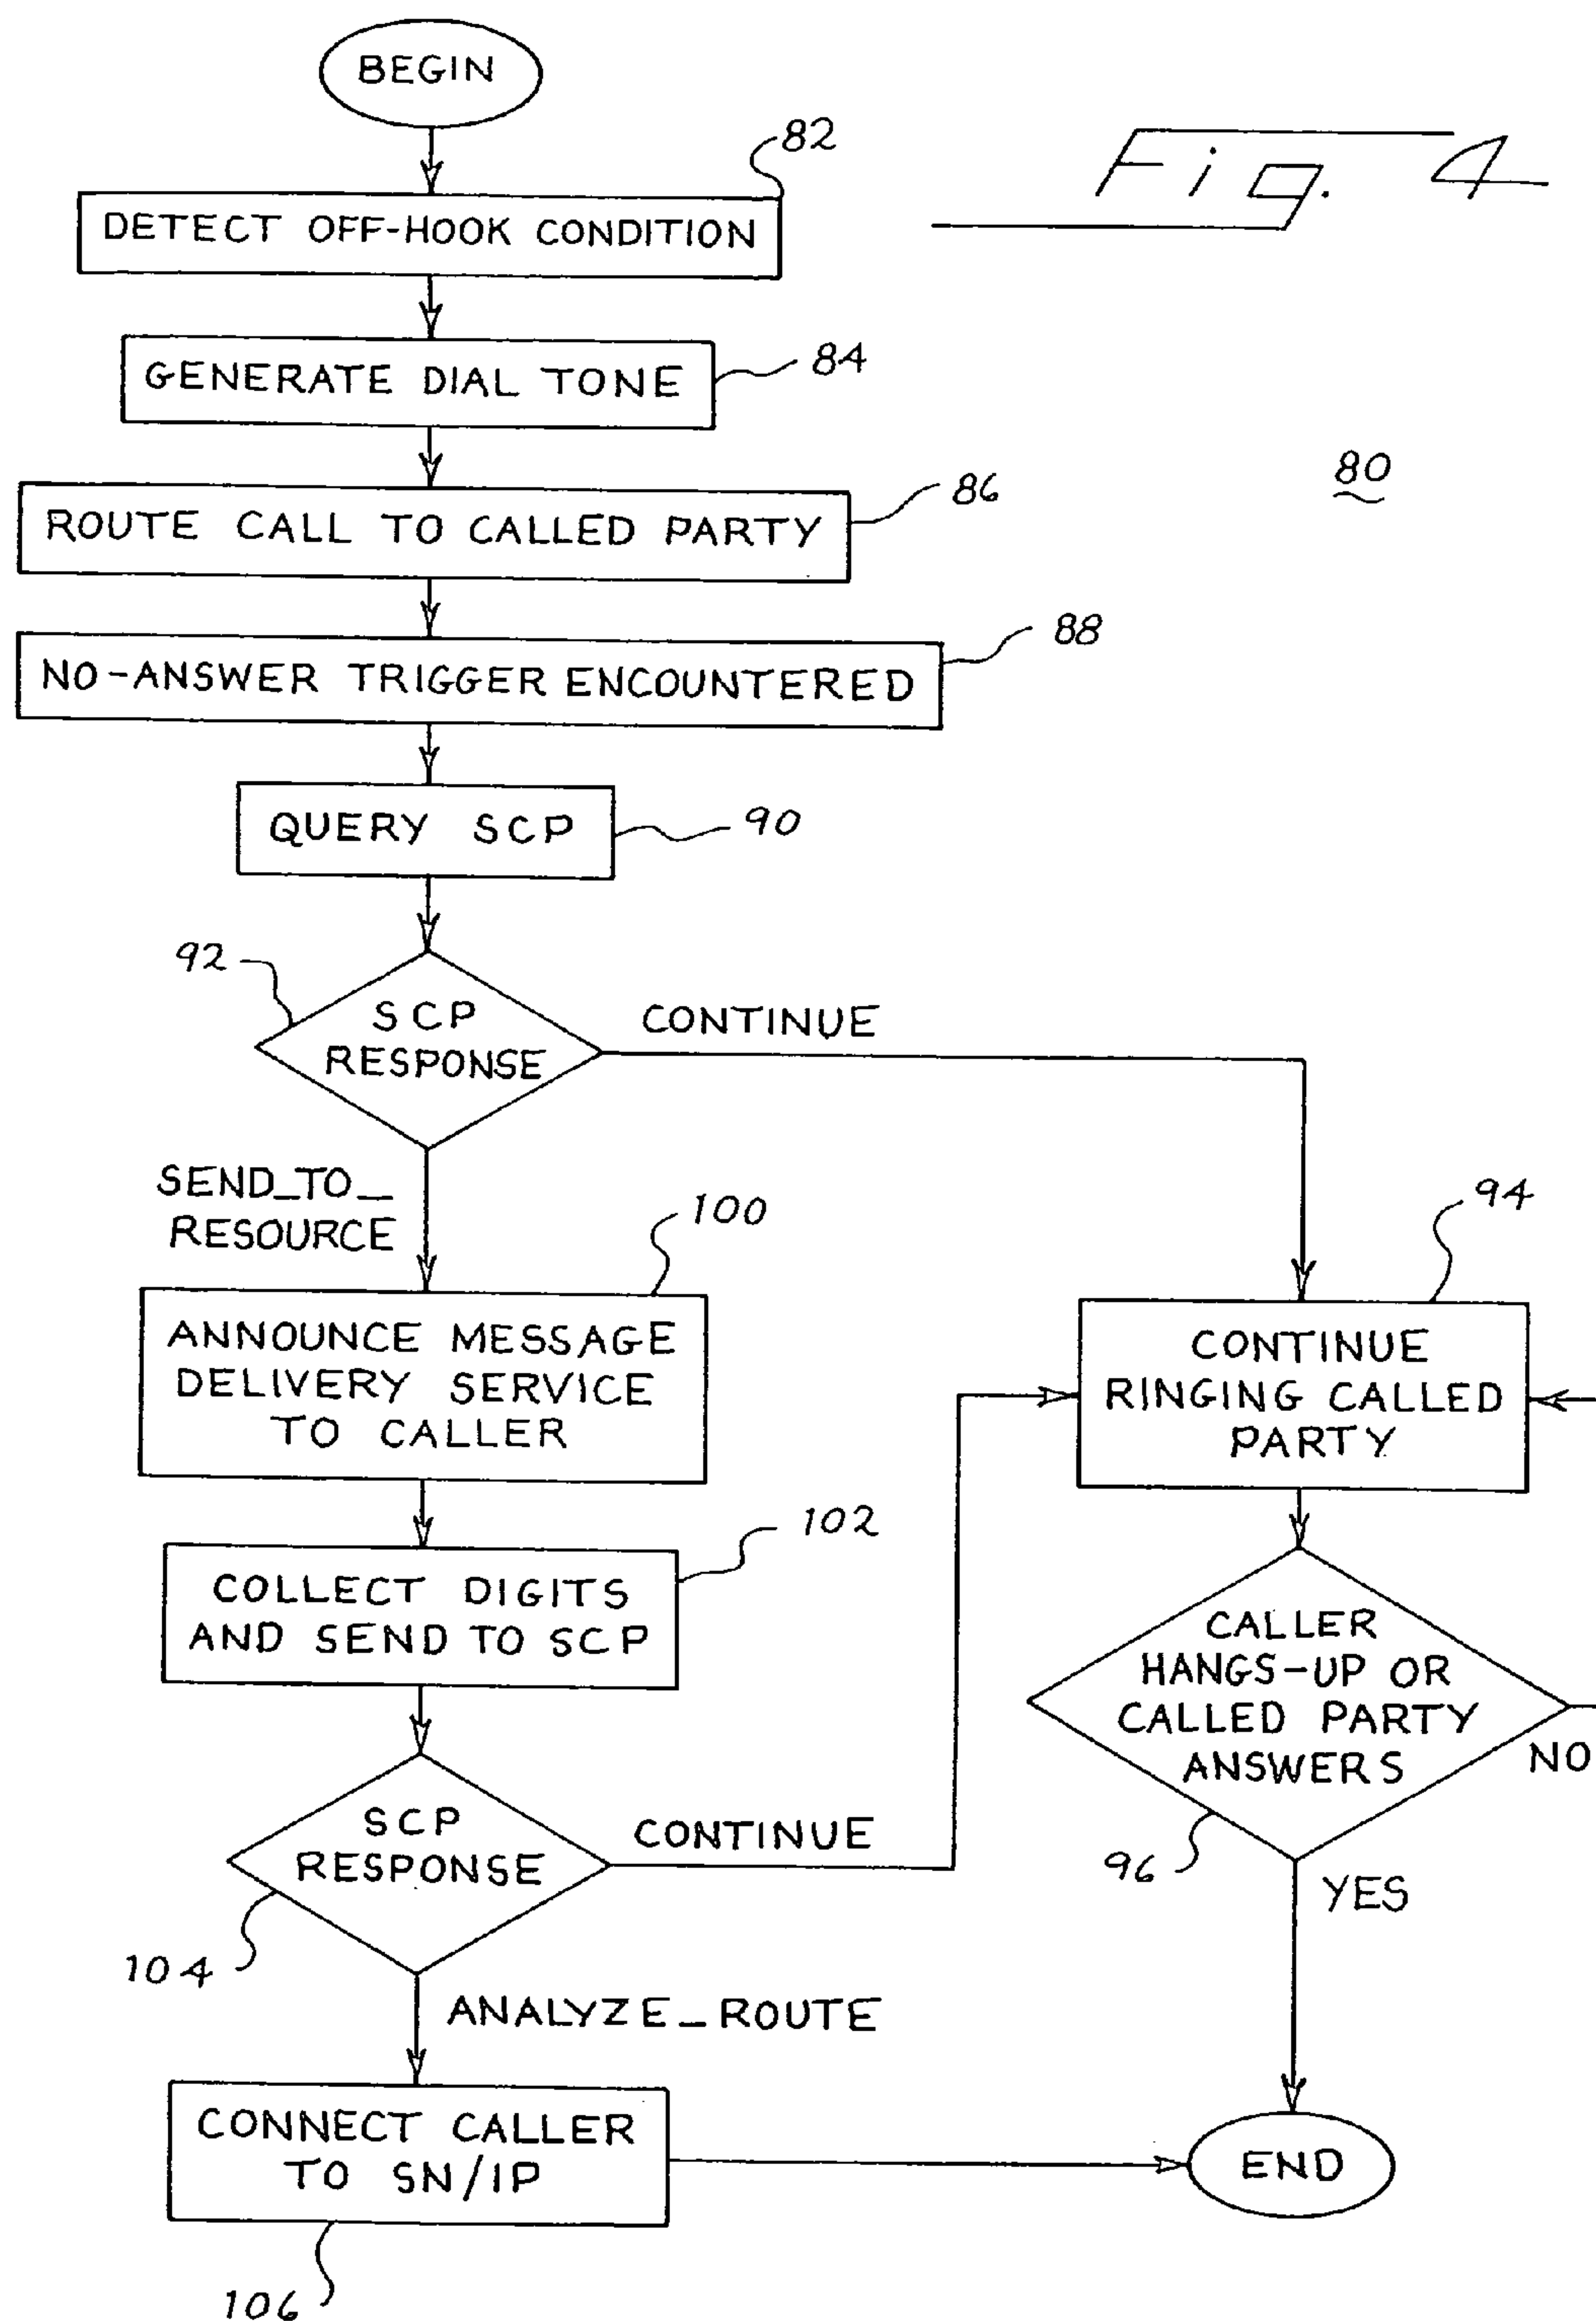 BEGIN
Fig. 4
82
DETECT OFF-HOOK CONDITION
GENERATE DIAL TONE
84
80
ROUTE CALL TO CALLED PARTY
86
NO-ANSWER TRIGGER ENCOUNTERED
88
QUERY SCP
90
92
SCP
RESPONSE
CONTINUE
SEND_TO_
RESOURCE
100
94
ANNOUNCE MESSAGE
DELIVERY SERVICE
TO CALLER
CONTINUE
RINGING CALLED
PARTY
102
COLLECT DIGITS
AND SEND TO SCP
CALLER
HANGS-UP OR
CALLED PARTY
ANSWERS
NO
96
YES
SCP
RESPONSE
CONTINUE
104
ANALYZE_ROUTE
CONNECT CALLER
TO SN/IP
106
END